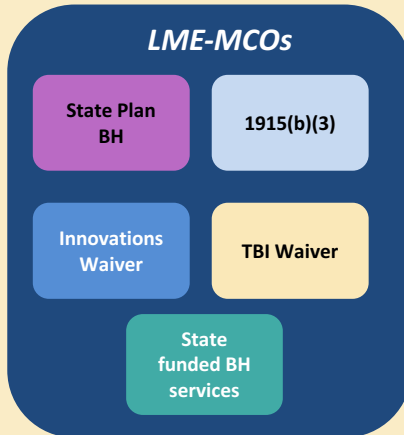 LME-MCOs
State Plan
BH
1915(b)(3)
Innovations
Waiver
TBI Waiver
State
funded BH
services